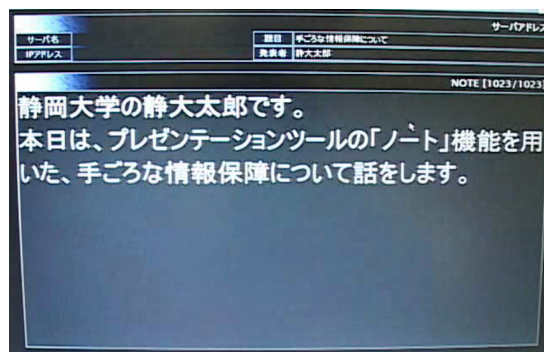 サーバアドレス
サーバ名
題目 手ごろな情報保障について
IPアドレス
発表者 静大太郎
NOTE [1023/1023]
静岡大学の静大太郎です。
本日は、プレゼンテーションツールの「ノート」機能を用
いた、手ごろな情報保障について話をします。